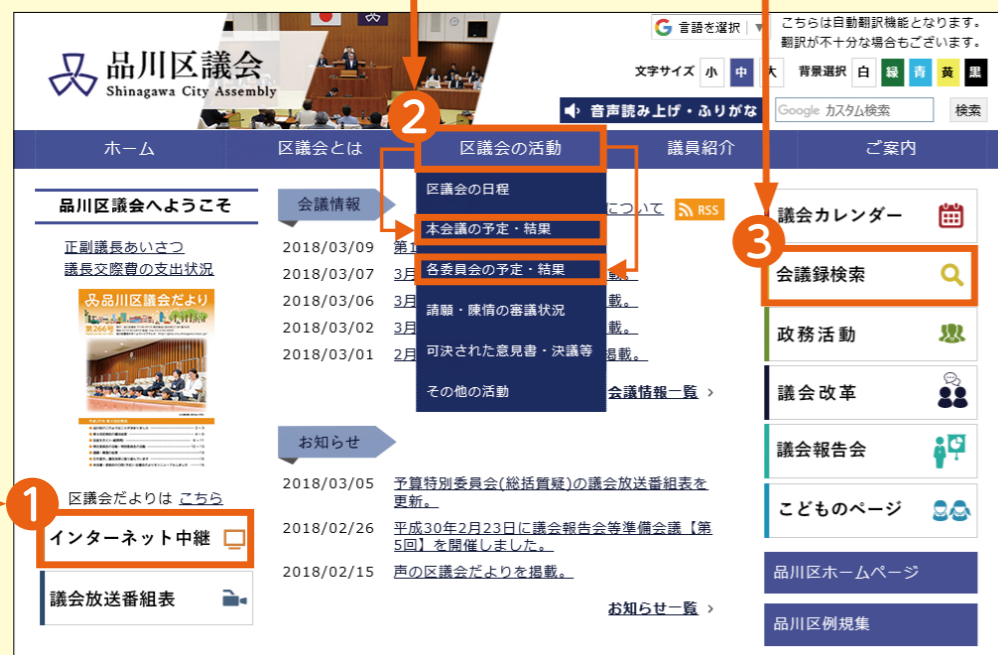 品川区議会
Shinagawa City Assembly
言語を選択
こちらは自動翻訳機能となります。
翻訳が不十分な場合もございます。
文字サイズ 小 中 大 背景選択 白 緑 青 黄 黒
音声読み上げ・ふりがな
Google カスタム検索 検索
2
ホーム 区議会とは 区議会の活動 議員紹介 ご案内
品川区議会へようこそ
正副議長あいさつ
議長交際費の支出状況
品川区議会だより
第266号
区議会だよりは こちら
1
インターネット中継
議会放送番組表
会議情報
について RSS
2018/03/09 第1
2018/03/07 3月 載。
2018/03/06 3月 載。
2018/03/02 3月 載。
2018/03/01 2月 掲載。
会議情報一覧 >
区議会の日程
本会議の予定・結果
各委員会の予定・結果
請願・陳情の審議状況
可決された意見書・決議等
その他の活動
お知らせ
2018/03/05 予算特別委員会(総括質疑)の議会放送番組表を
更新。
2018/02/26 平成30年2月23日に議会報告会等準備会議【第
5回】を開催しました。
2018/02/15 声の区議会だよりを掲載。
お知らせ一覧 >
議会カレンダー
3
会議録検索
政務活動
議会改革
議会報告会
こどものページ
品川区ホームページ
品川区例規集